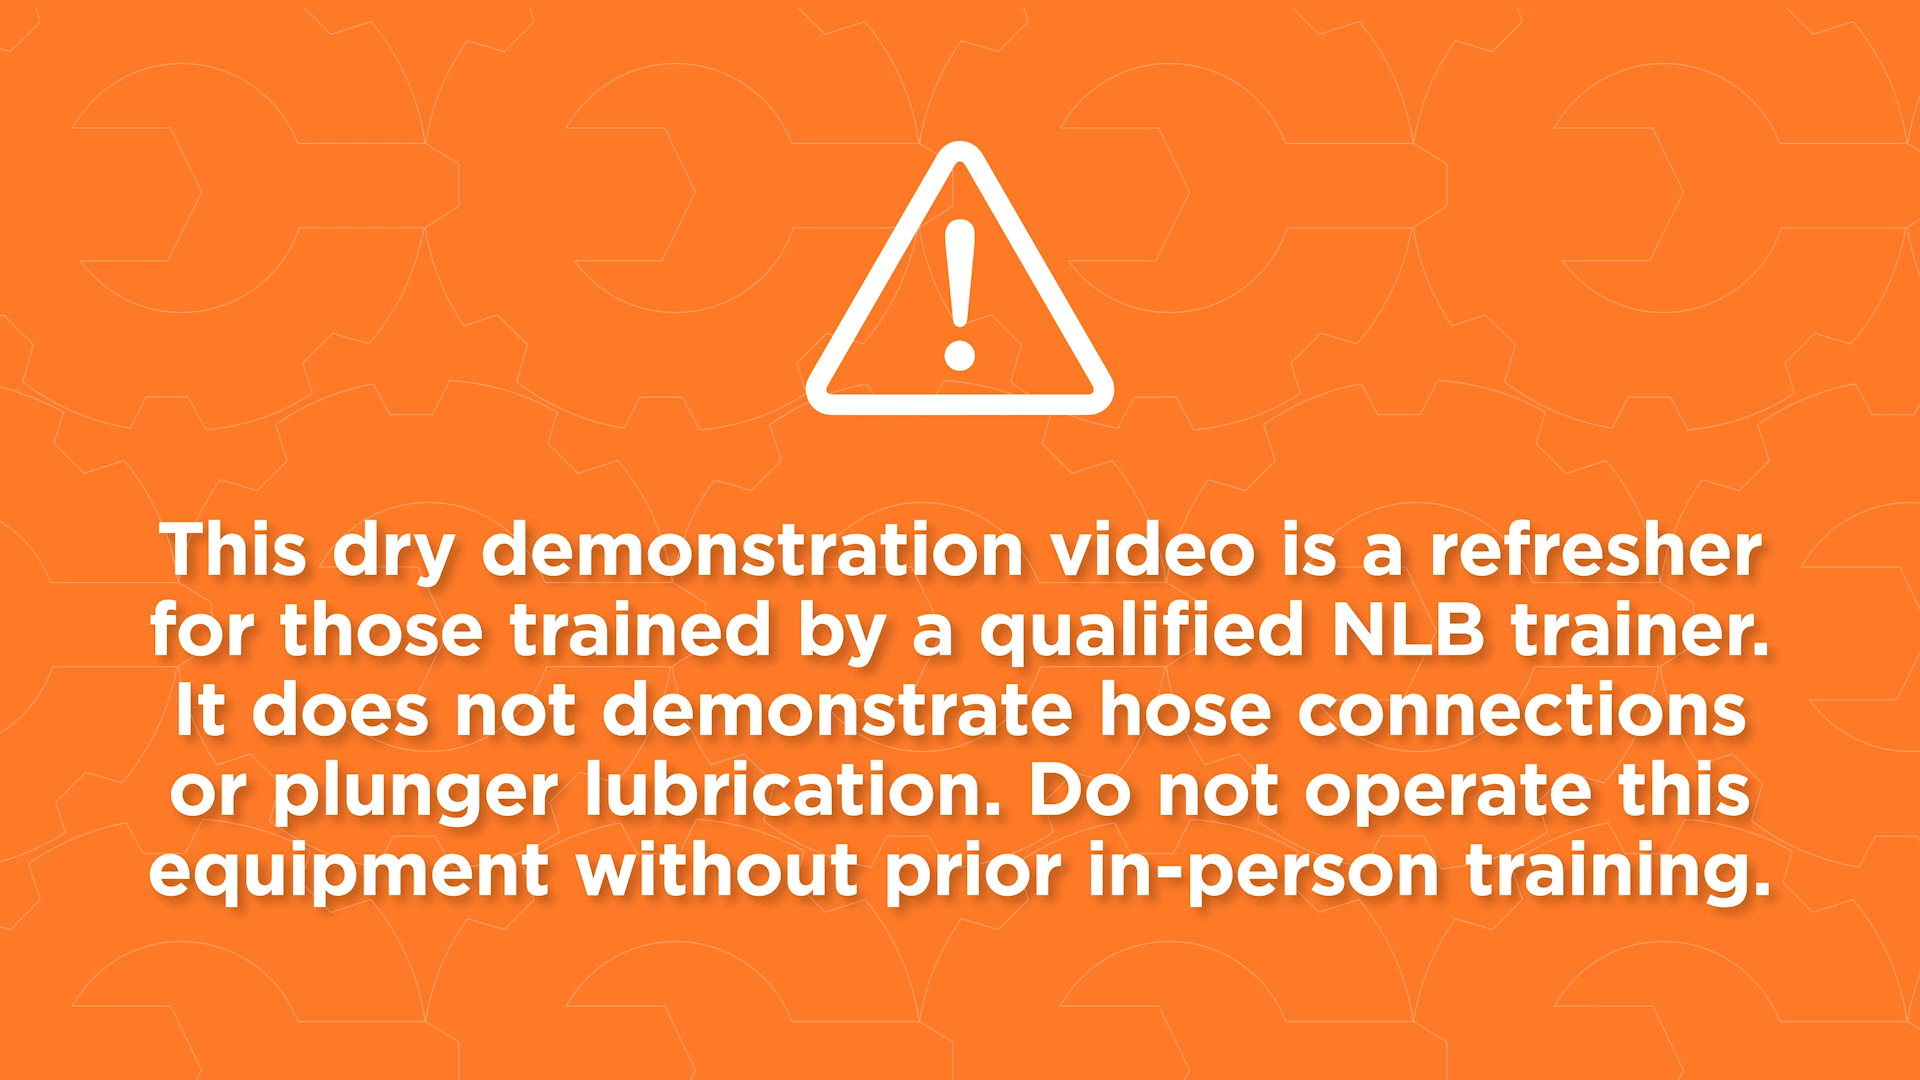 This dry demonstration video is a refresher
for those trained by a qualified NLB trainer.
It does not demonstrate hose connections
or plunger lubrication. Do not operate this
equipment without prior in-person training.